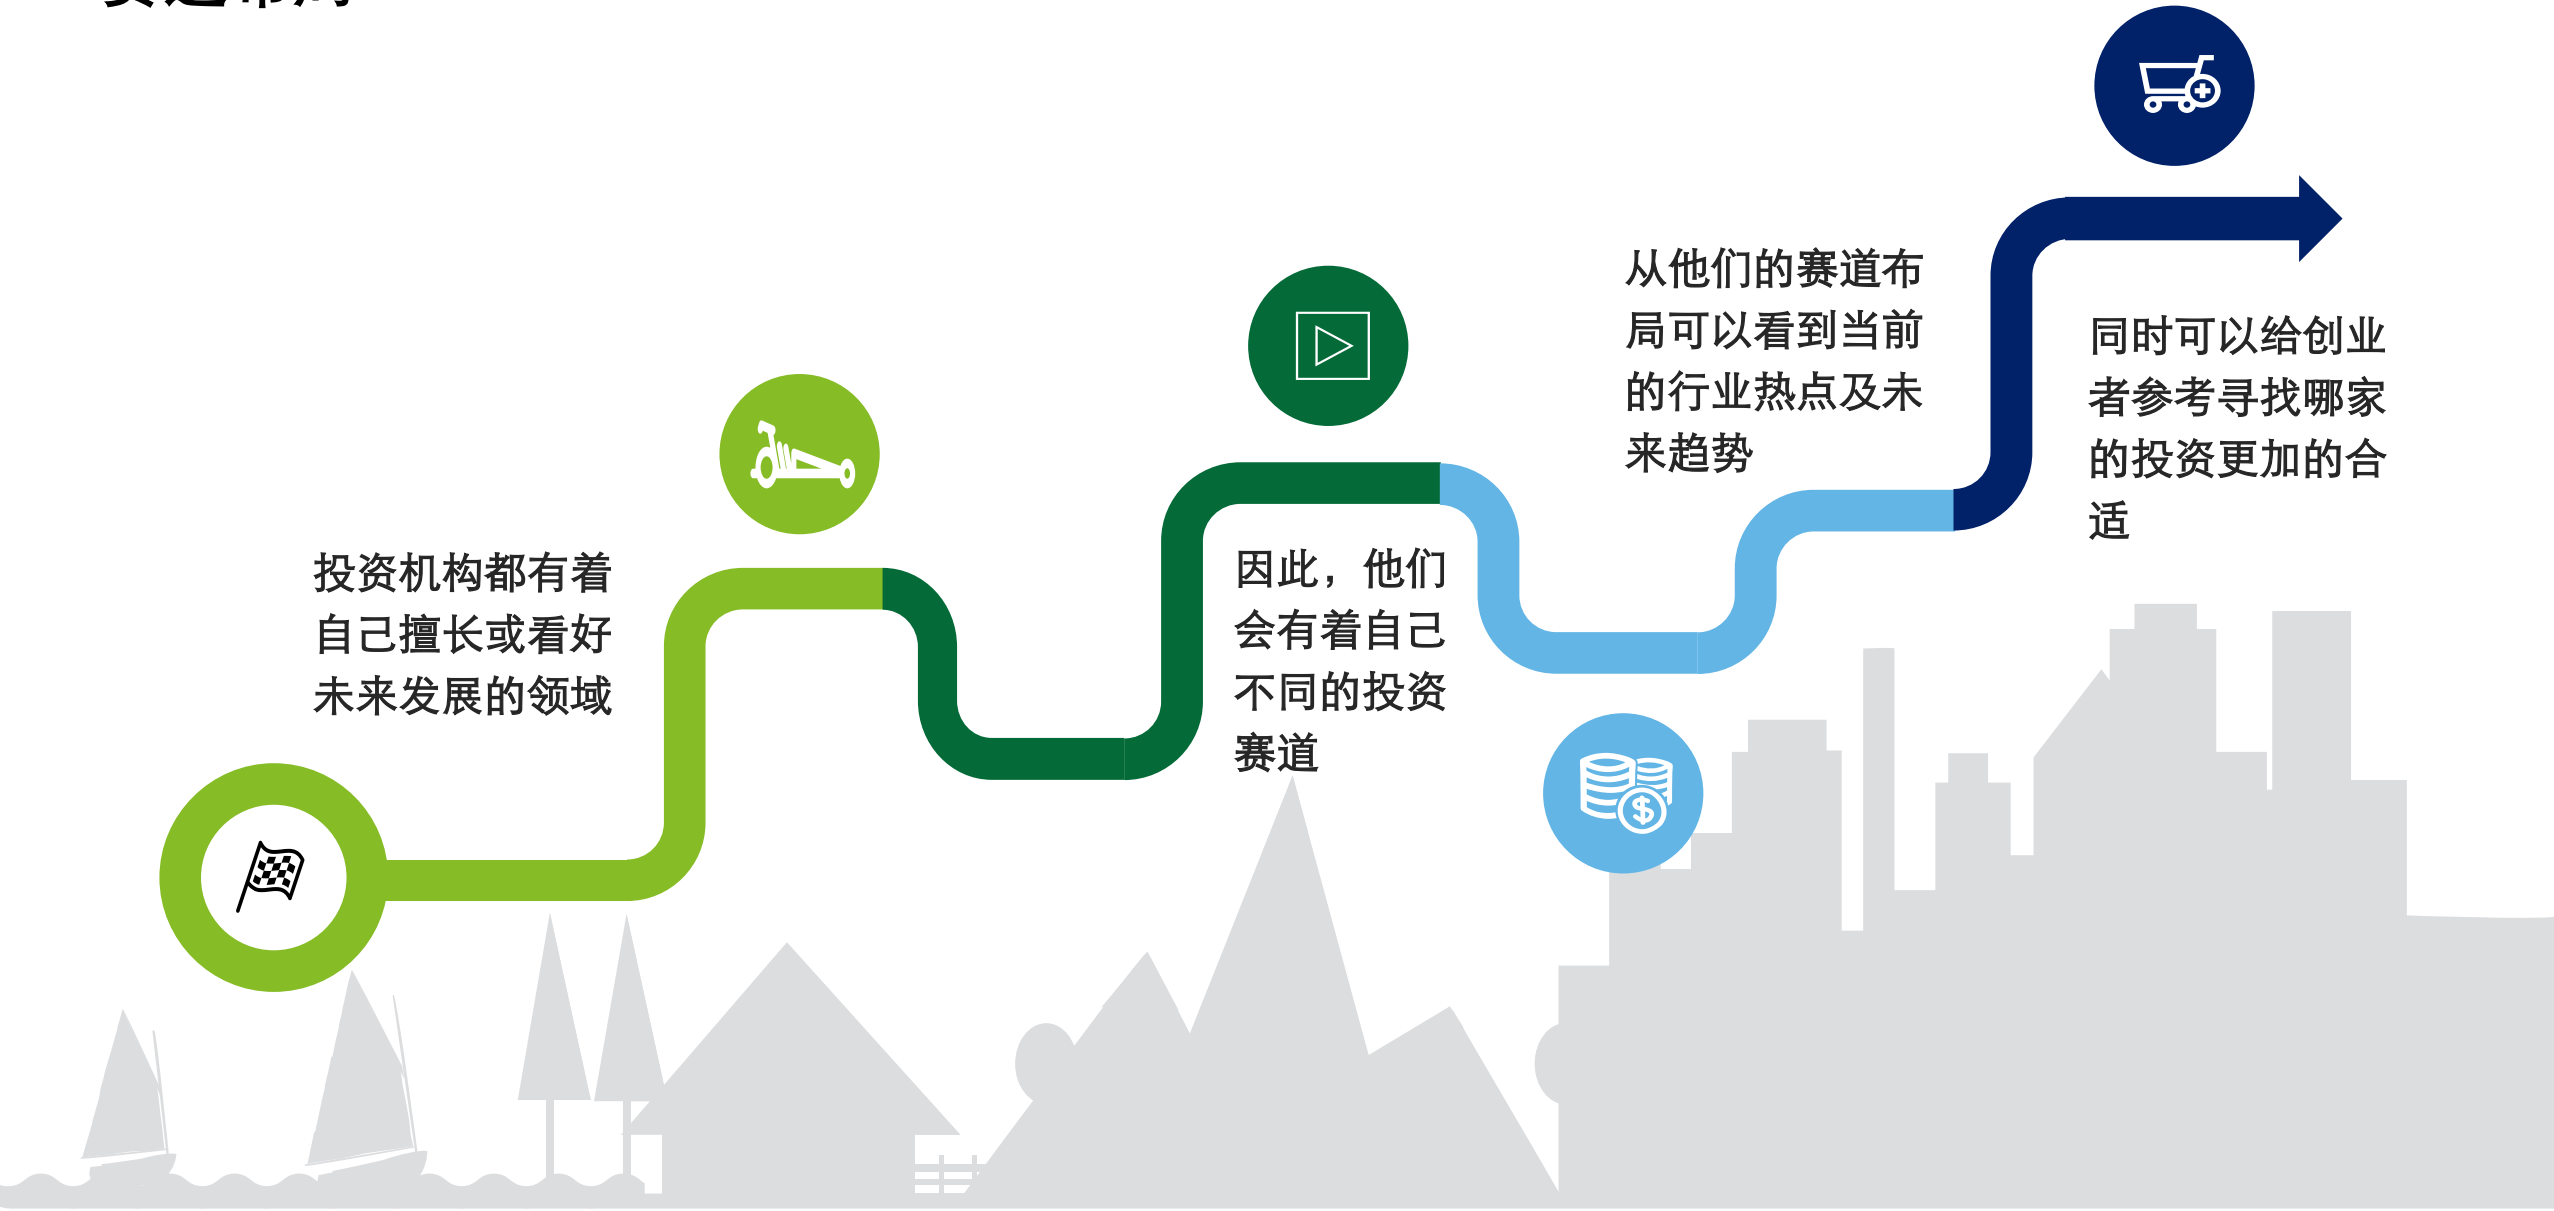 投资机构都有着
自己擅长或看好
未来发展的领域
因此，他们
会有着自己
不同的投资
赛道
从他们的赛道布
局可以看到当前
的行业热点及未
来趋势
同时可以给创业
者参考寻找哪家
的投资更加的合
适